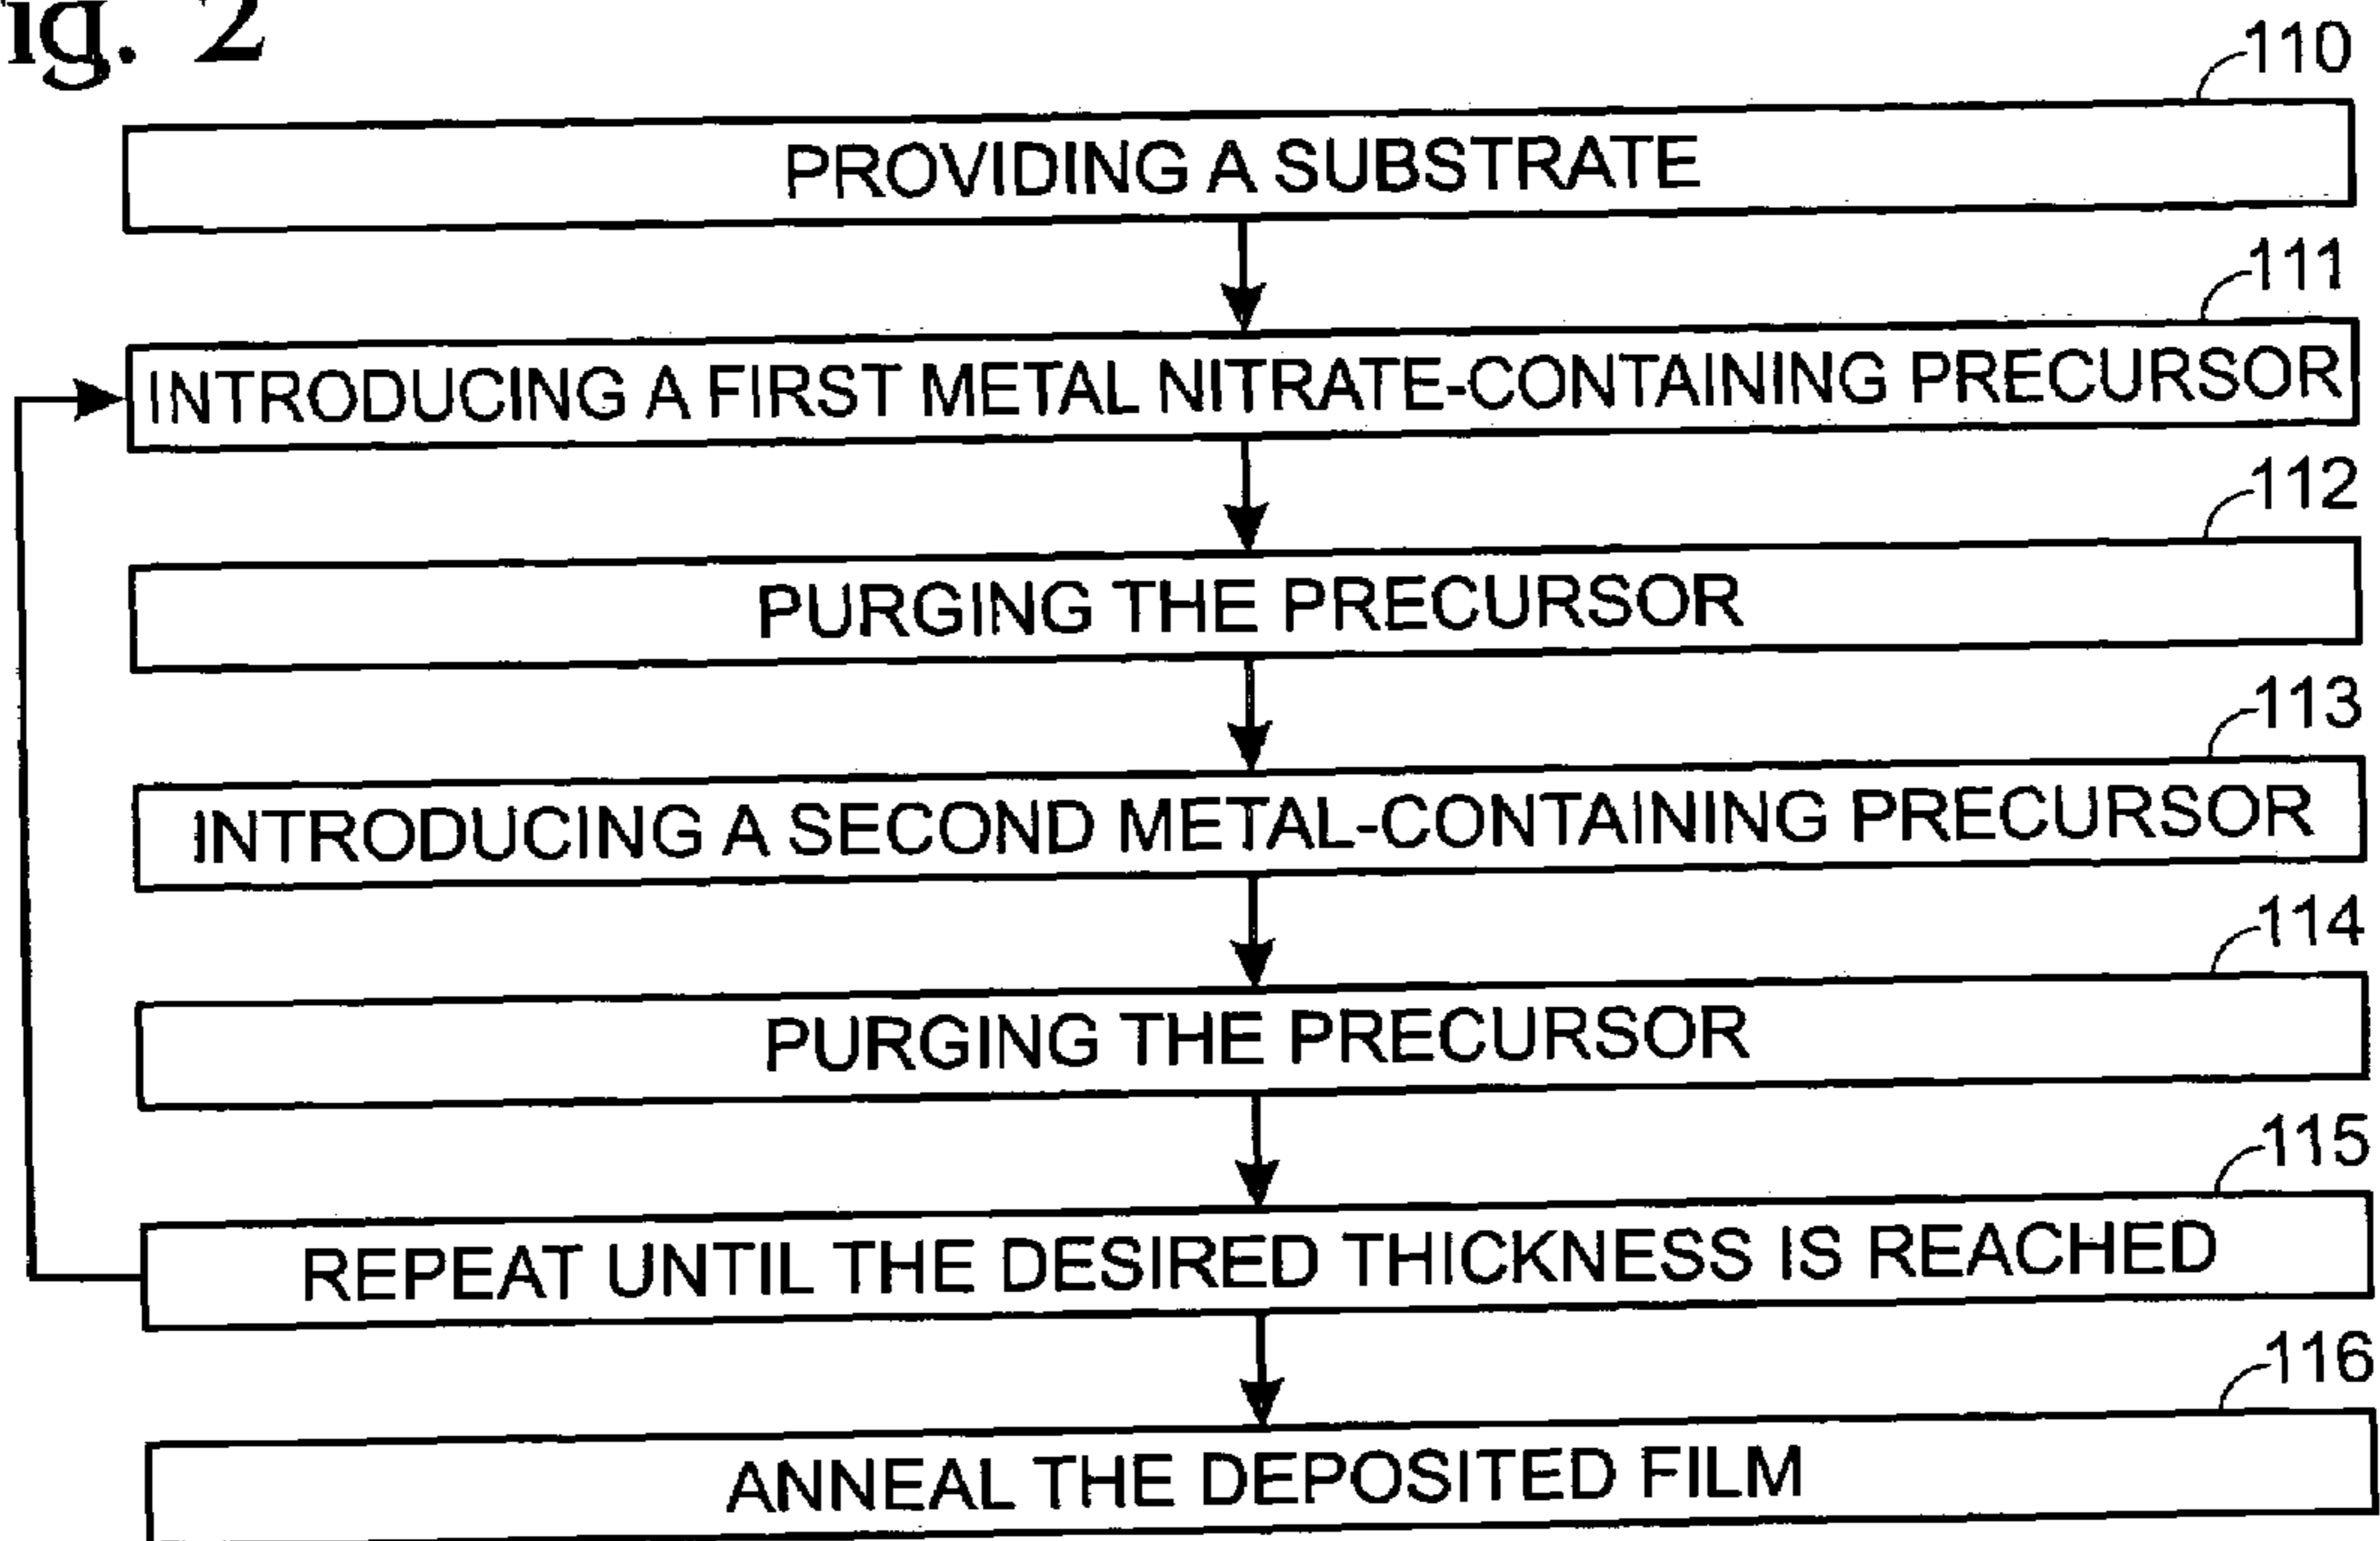 ig. 2
110
PROVIDING A SUBSTRATE
111
INTRODUCING A FIRST METAL NITRATE-CONTAINING PRECURSOR
112
PURGING THE PRECURSOR
113
INTRODUCING A SECOND METAL-CONTAINING PRECURSOR
114
PURGING THE PRECURSOR
115
REPEAT UNTIL THE DESIRED THICKNESS IS REACHED
116
ANNEAL THE DEPOSITED FILM